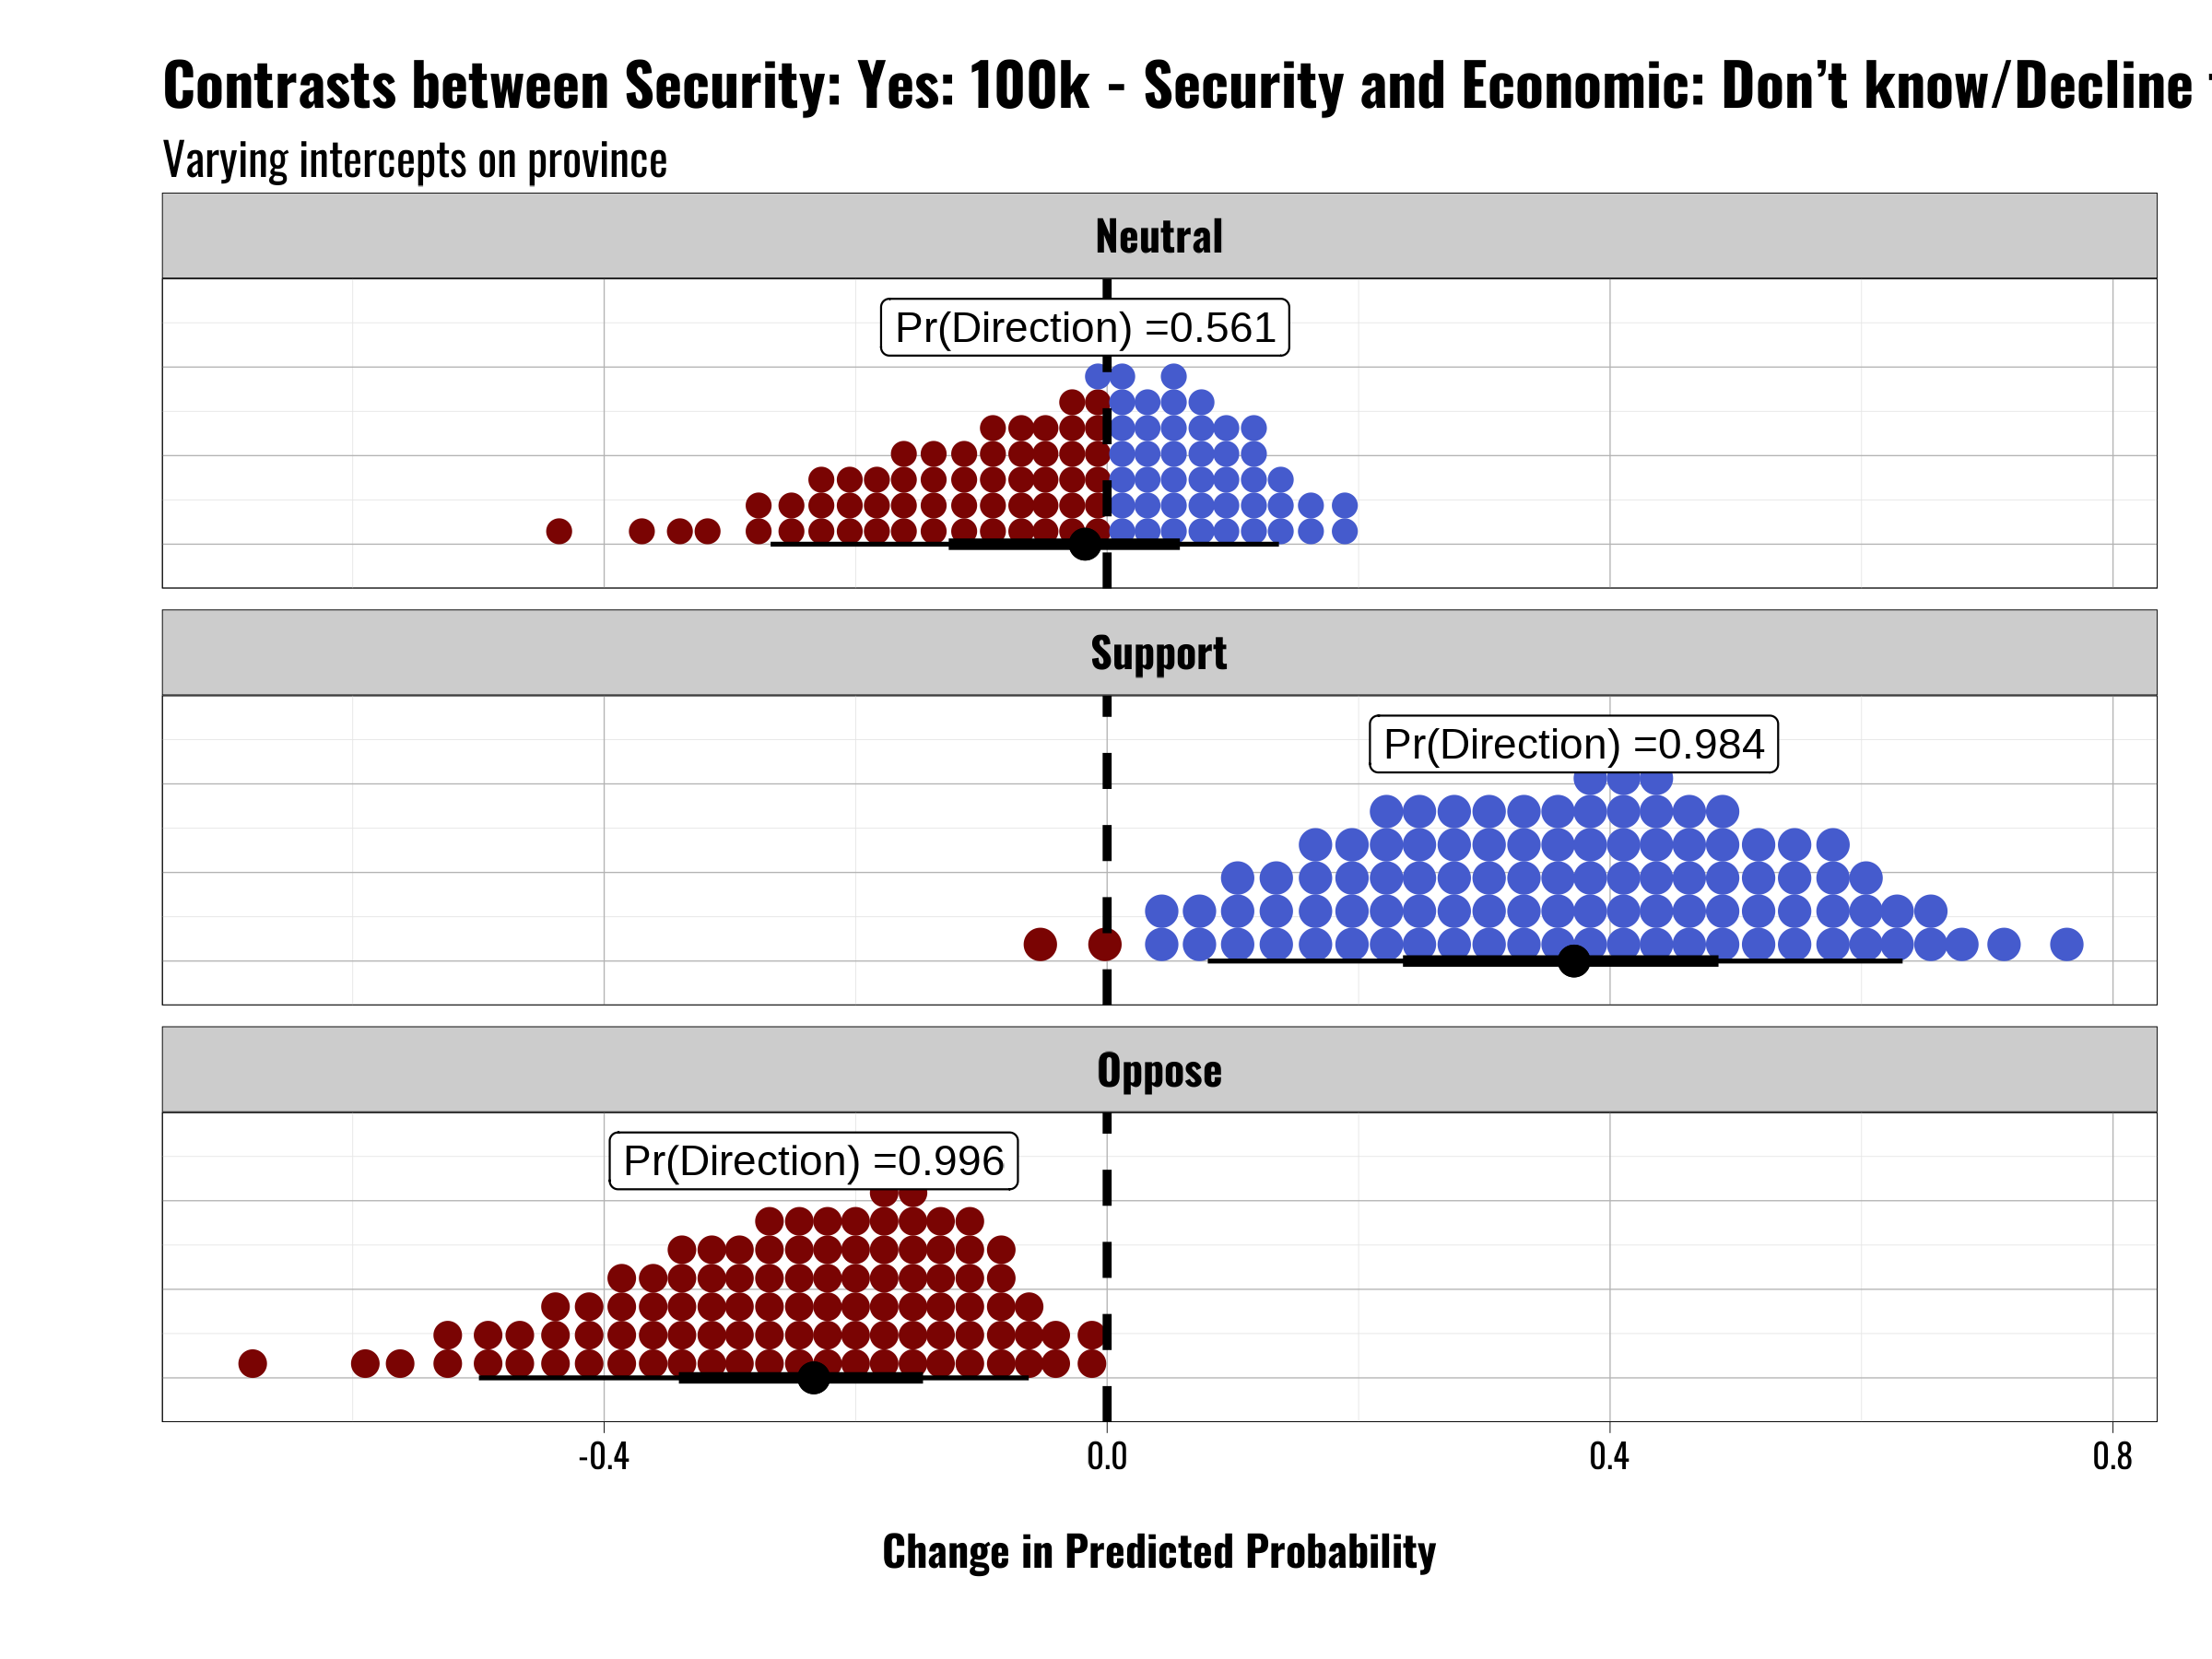 Contrasts between Security: Yes: 100k - Security and Economic: Don’t know/Decline
Varying intercepts on province
Neutral
Pr(Direction) =0.561
Support
Pr(Direction) =0.984
Oppose
Pr(Direction) =0.996
-0.4 0.0 0.4 0.8
Change in Predicted Probability